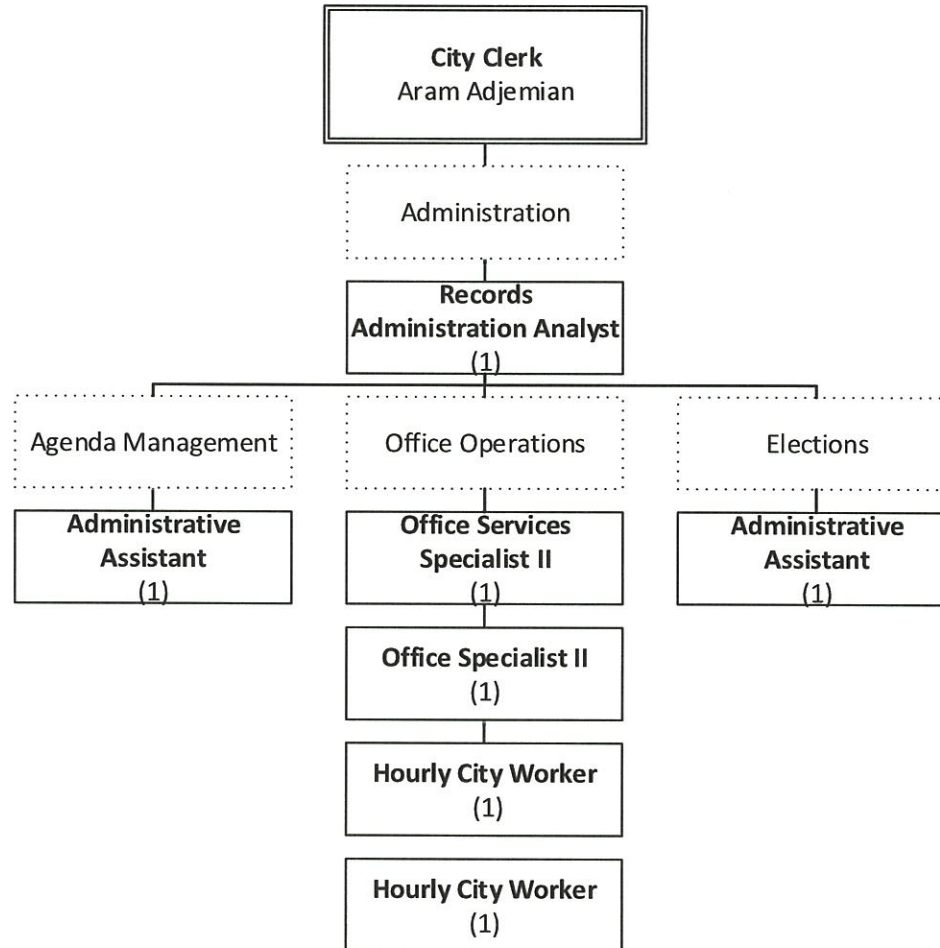 City Clerk
Aram Adjemian
Administration
Records
Administration Analyst
(1)
Agenda Management
Office Operations
Elections
Administrative
Assistant
(1)
Office Services
Specialist II
(1)
Administrative
Assistant
(1)
Office Specialist II
(1)
Hourly City Worker
(1)
Hourly City Worker
(1)